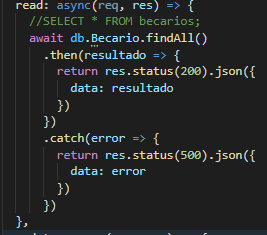 read: async(req, res) => {
//SELECT * FROM becarios;
await db.Becario.findAll()
.then(resultado => {
return res.status(200).json({
data: resultado
})
})
.catch(error => {
return res.status(500).json({
data: error
})
})
},